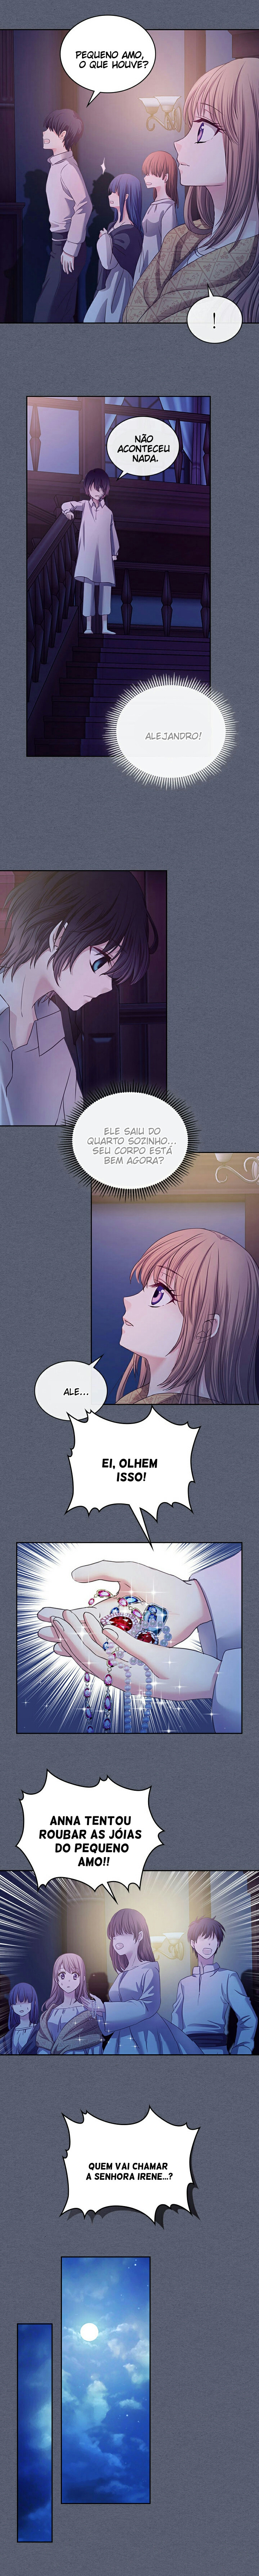 PEQUENO AMO,
O QUE HOUVE?
!
NÃO
ACONTECEU
NADA.
ALEJANDRO!
ELE SAIU DO
QUARTO SOZINHO...
SEU CORPO ESTÁ
BEM AGORA?
ALE...
EI, OLHEM
ISSO!
ANNA TENTOU
ROUBAR AS JÓIAS
DO PEQUENO
AMO!!
QUEM VAI CHAMAR
A SENHORA IRENE...?